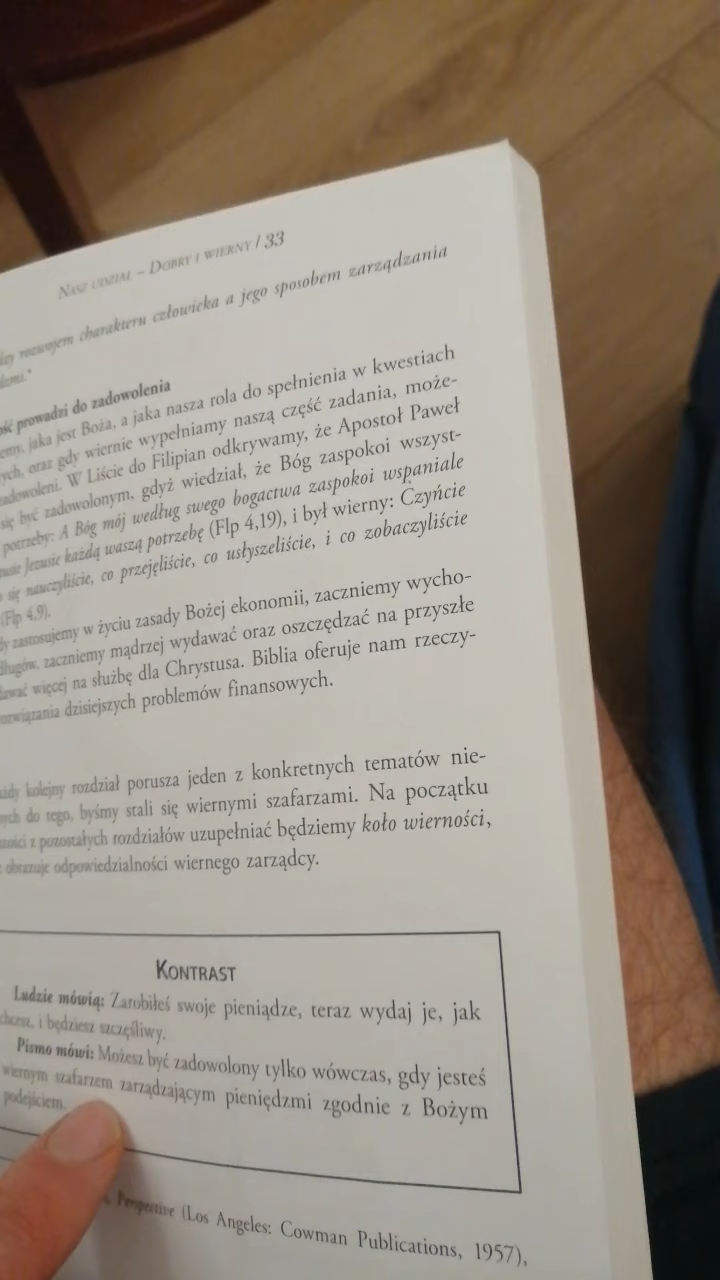 Nasz udział – Dobry i wierny / 33
rozwojem charakteru człowieka a jego sposobem zarządzania
prowadzi do zadowolenia
jaka jest Boża, a jaka nasza rola do spełnienia w kwestiach
oraz gdy wiernie wypełniamy naszą część zadania, może-
W Liście do Filipian odkrywamy, że Apostoł Paweł
się być zadowolonym, gdyż wiedział, że Bóg zaspokoi wszyst-
potrzeby: A Bóg mój według swego bogactwa zaspokoi wspaniale
Jezusie każdą waszą potrzebę (Flp 4,19), i był wierny: Czyńcie
się nauczyliście, co przejęliście, co usłyszeliście, i co zobaczyliście
(Flp 4,9).
zastosujemy w życiu zasady Bożej ekonomii, zaczniemy wycho-
długów, zaczniemy mądrzej wydawać oraz oszczędzać na przyszłe
więcej na służbę dla Chrystusa. Biblia oferuje nam rzeczy-
rozwiązania dzisiejszych problemów finansowych.
kolejny rozdział porusza jeden z konkretnych tematów nie-
do tego, byśmy stali się wiernymi szafarzami. Na początku
z pozostałych rozdziałów uzupełniać będziemy koło wierności,
obrazuje odpowiedzialności wiernego zarządcy.
Kontrast
Ludzie mówią: Zarobiłeś swoje pieniądze, teraz wydaj je, jak
chcesz, i będziesz szczęśliwy.
Pismo mówi: Możesz być zadowolony tylko wówczas, gdy jesteś
wiernym szafarzem zarządzającym pieniędzmi zgodnie z Bożym
podejściem.
Perspective (Los Angeles: Cowman Publications, 1957),